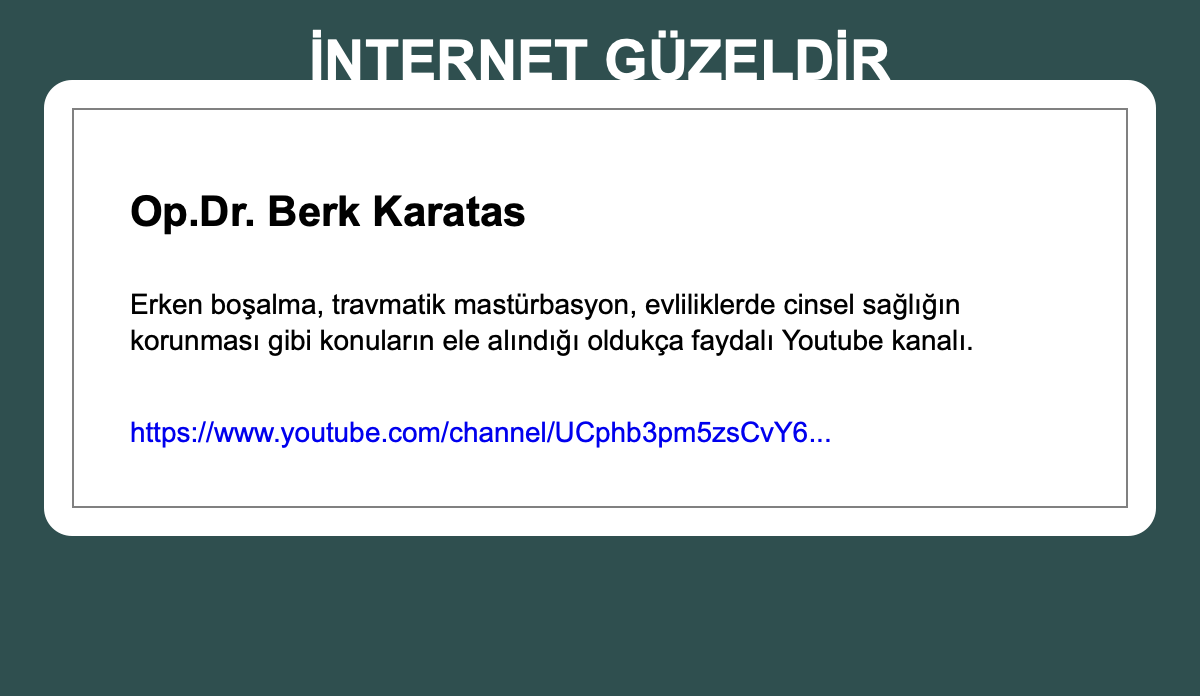 İNTERNET GÜZELDİR
Op.Dr. Berk Karatas
Erken boşalma, travmatik mastürbasyon, evliliklerde cinsel sağlığın
korunması gibi konuların ele alındığı oldukça faydalı Youtube kanalı.
https://www.youtube.com/channel/UCphb3pm5zsCvY6...